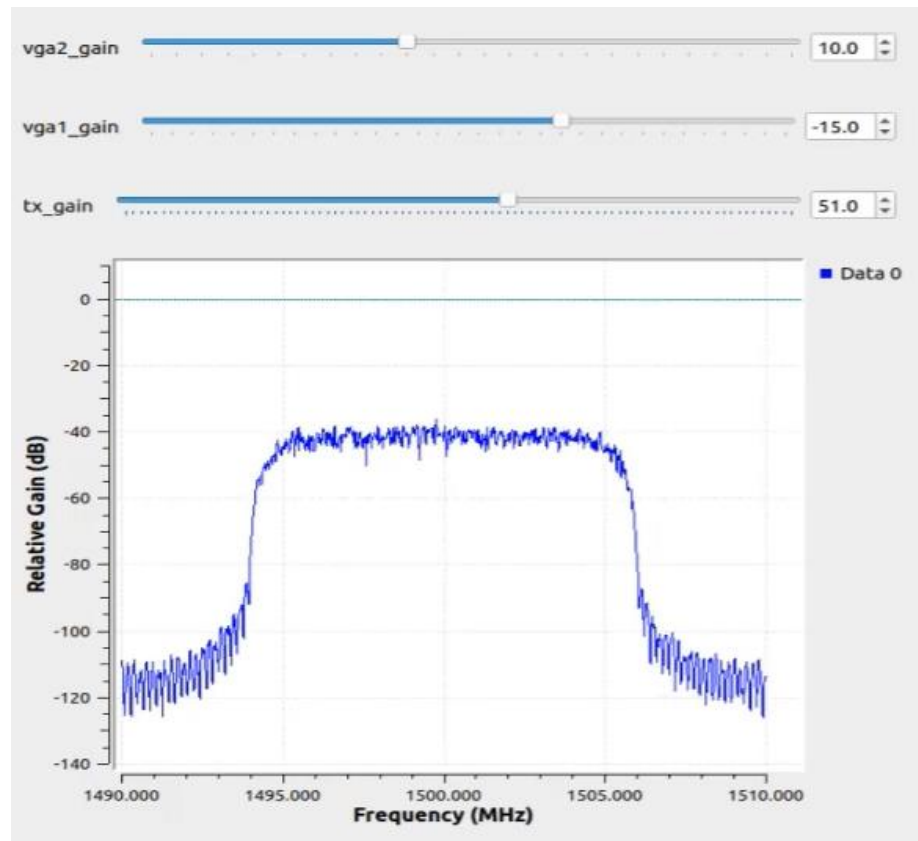 vga2_gain 10.0
vga1_gain -15.0
tx_gain 51.0
Data 0
0
-20
-40
-60
-80
-100
-120
-140
Relative Gain (dB)
1490.000 1495.000 1500.000 1505.000 1510.000
Frequency (MHz)